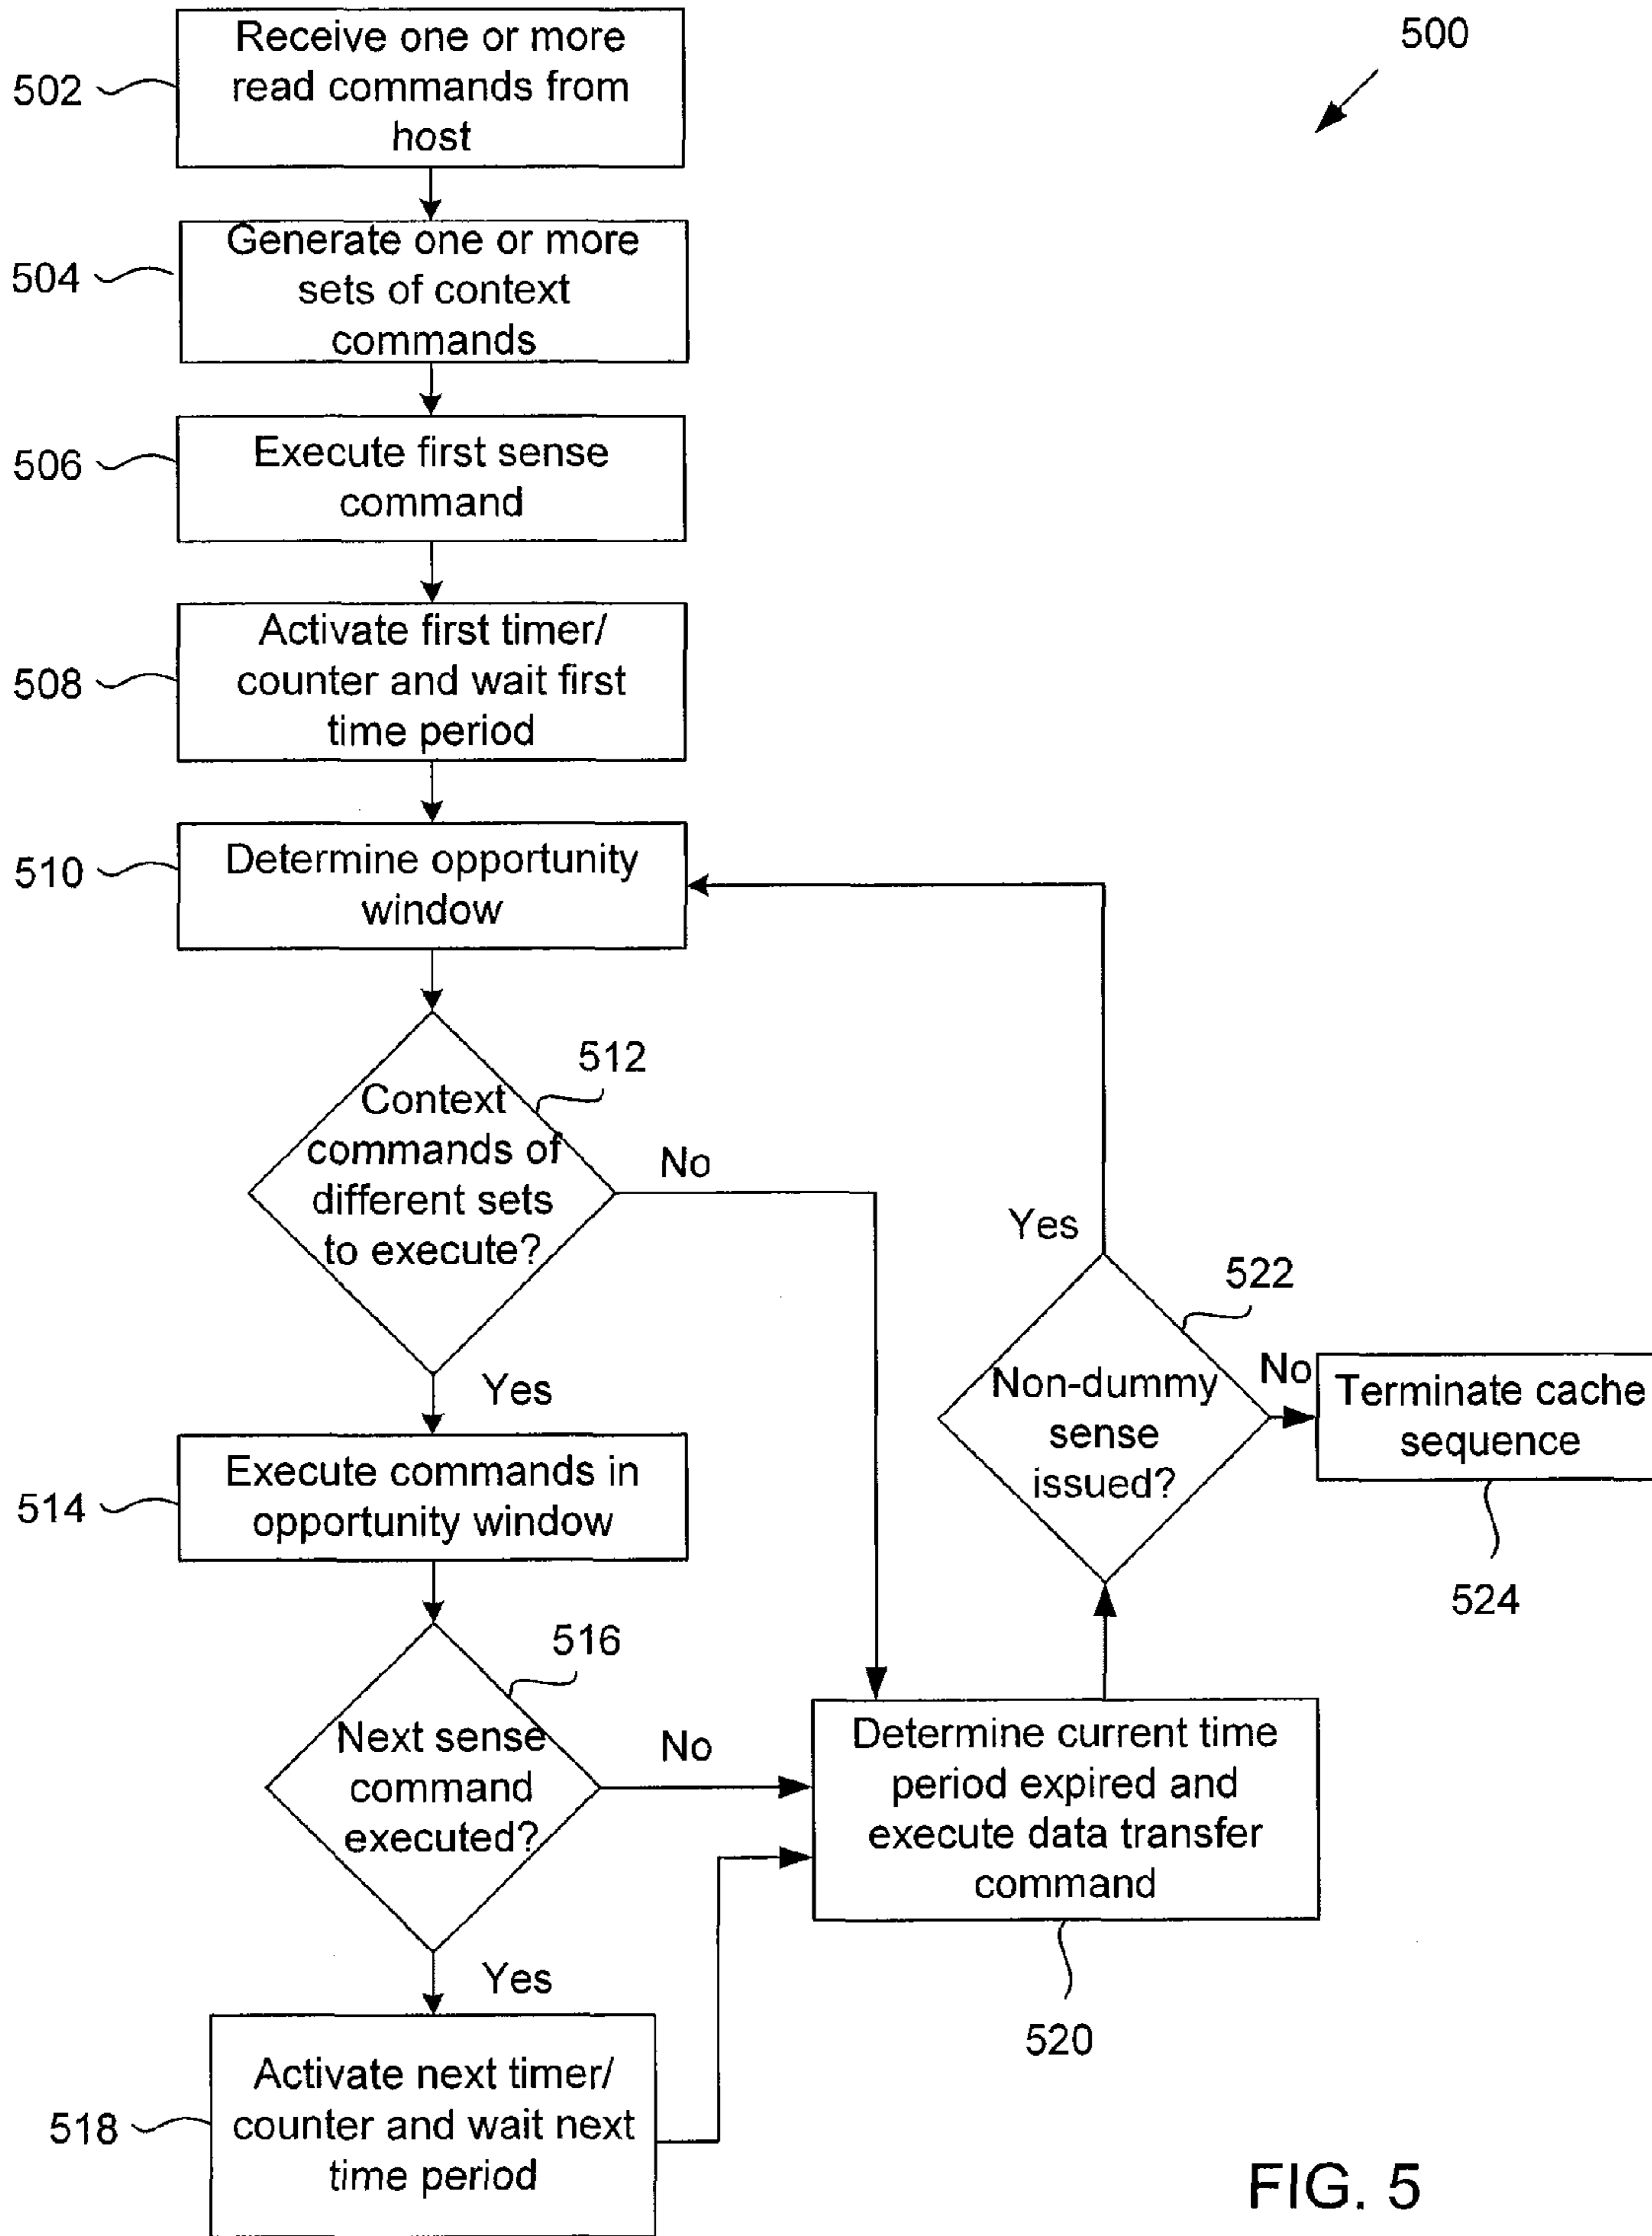 500
502
Receive one or more
read commands from
host
504
Generate one or more
sets of context
commands
506
Execute first sense
command
508
Activate first timer/
counter and wait first
time period
510
Determine opportunity
window
512
Context
commands of
different sets
to execute?
No
Yes
514
Execute commands in
opportunity window
516
Next sense
command
executed?
No
Yes
518
Activate next timer/
counter and wait next
time period
Determine current time
period expired and
execute data transfer
command
520
Yes
522
Non-dummy
sense
issued?
No
Terminate cache
sequence
524
FIG. 5